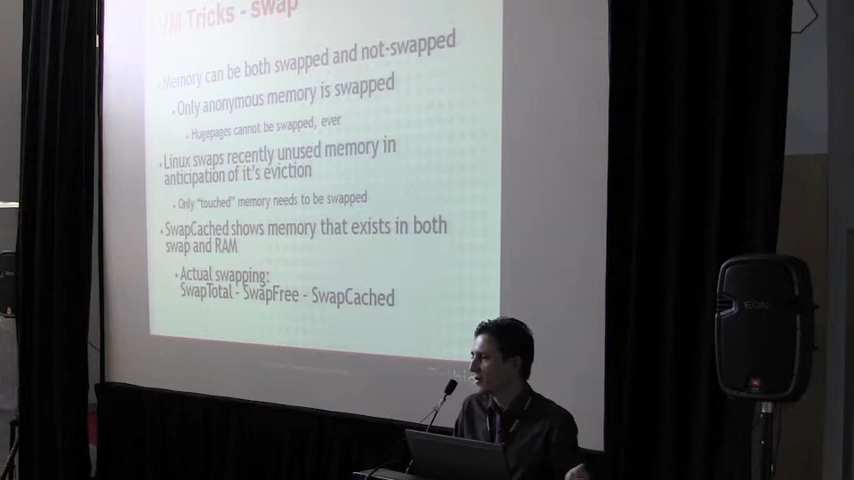 VM Tricks - swap
Memory can be both swapped and not-swapped
Only anonymous memory is swapped
Hugepages cannot be swapped, ever
Linux swaps recently unused memory in
anticipation of it's eviction
Only "touched" memory needs to be swapped
SwapCached shows memory that exists in both
swap and RAM
Actual swapping:
SwapTotal - SwapFree - SwapCached
EON